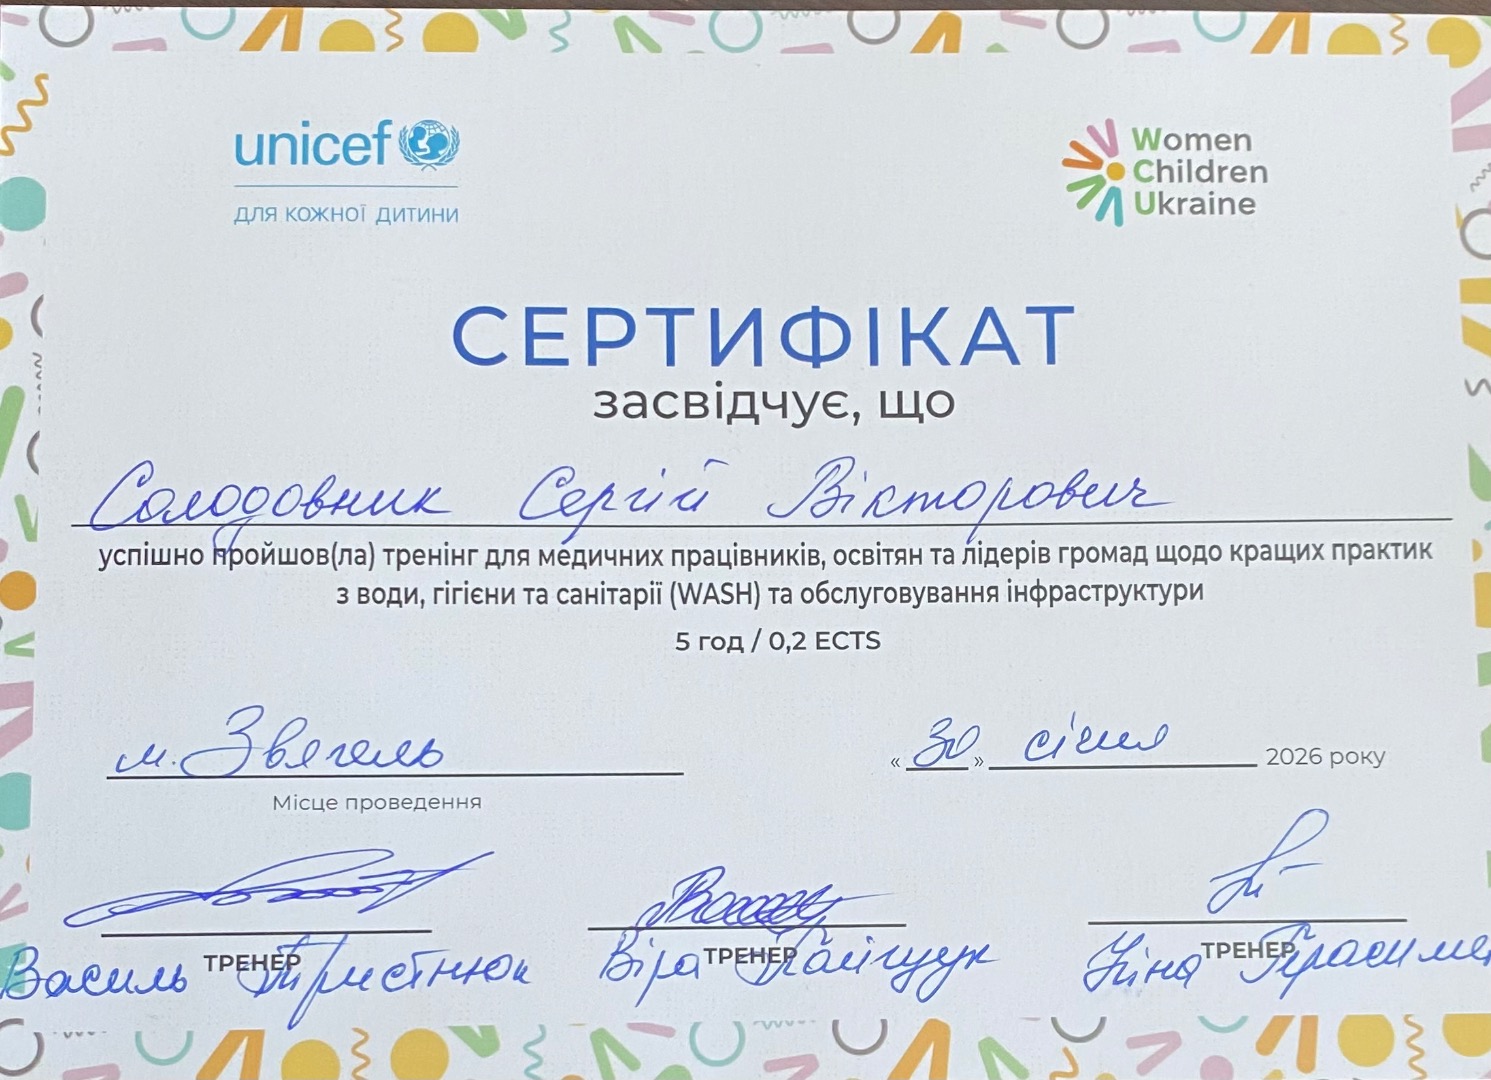 unicef
для кожної дитини
Women
Children
Ukraine
СЕРТИФІКАТ
засвідчує, що
Солодовник Сергій Вікторович
успішно пройшов(ла) тренінг для медичних працівників, освітян та лідерів громад щодо кращих практик
з води, гігієни та санітарії (WASH) та обслуговування інфраструктури
5 год / 0,2 ECTS
м. Звягель
« 30 » січня 2026 року
Місце проведення
ТРЕНЕР ТРЕНЕР ТРЕНЕР
Василь Віра Ніна